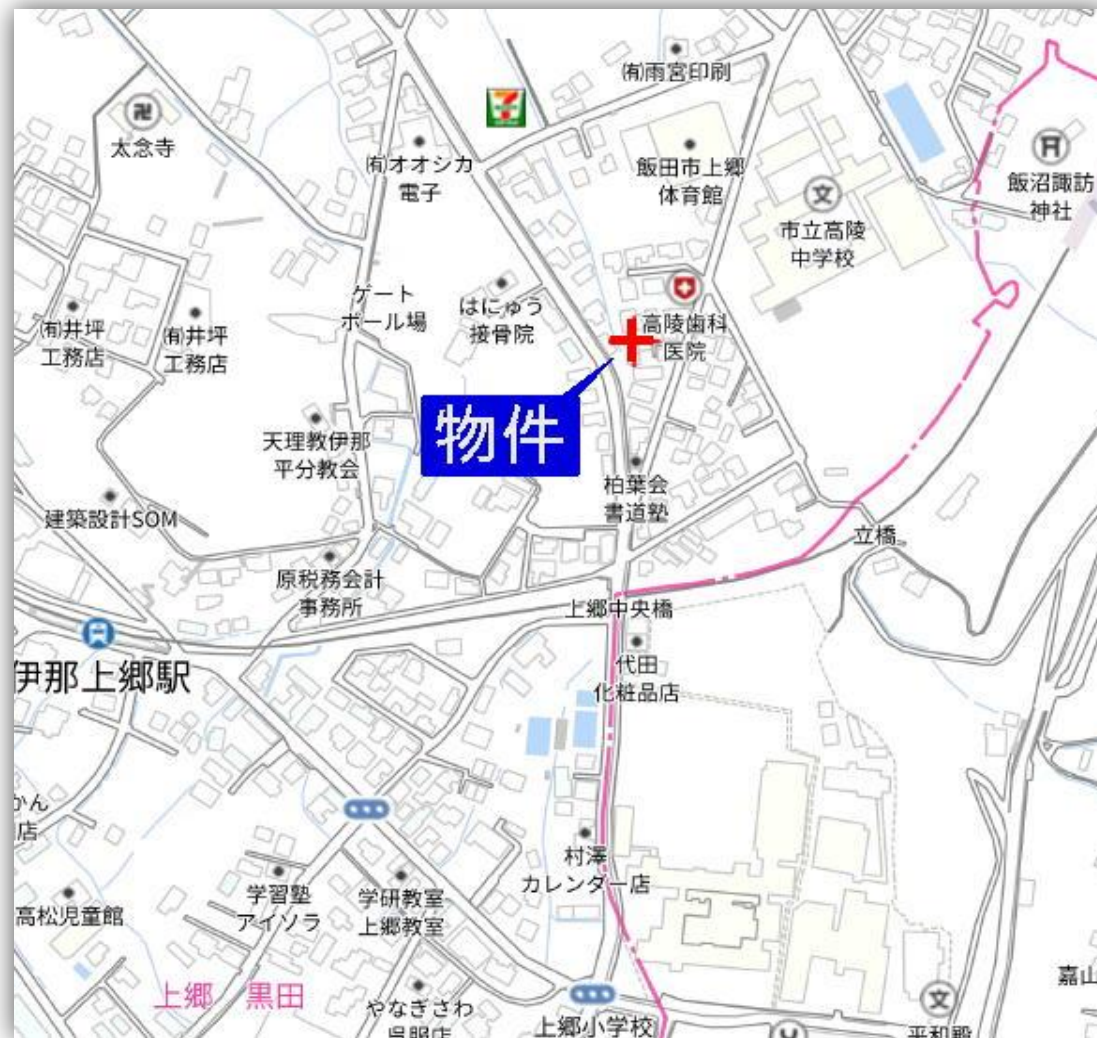 (有)雨宮印刷
太念寺
(有)オオシカ
電子
飯田市上郷
体育館
飯沼諏訪
神社
市立高陵
中学校
ゲート
ボール場
はにゅう
接骨院
(有)井坪
工務店
(有)井坪
工務店
高陵歯科
医院
物件
天理教伊那
平分教会
柏葉会
書道塾
建築設計SOM
立橋
原税務会計
事務所
上郷中央橋
伊那上郷駅
代田
化粧品店
かん
店
村澤
カレンダー店
高松児童館
学習塾
アイソラ
学研教室
上郷教室
上郷 黒田
やなぎさわ
呉服店
上郷小学校
嘉山